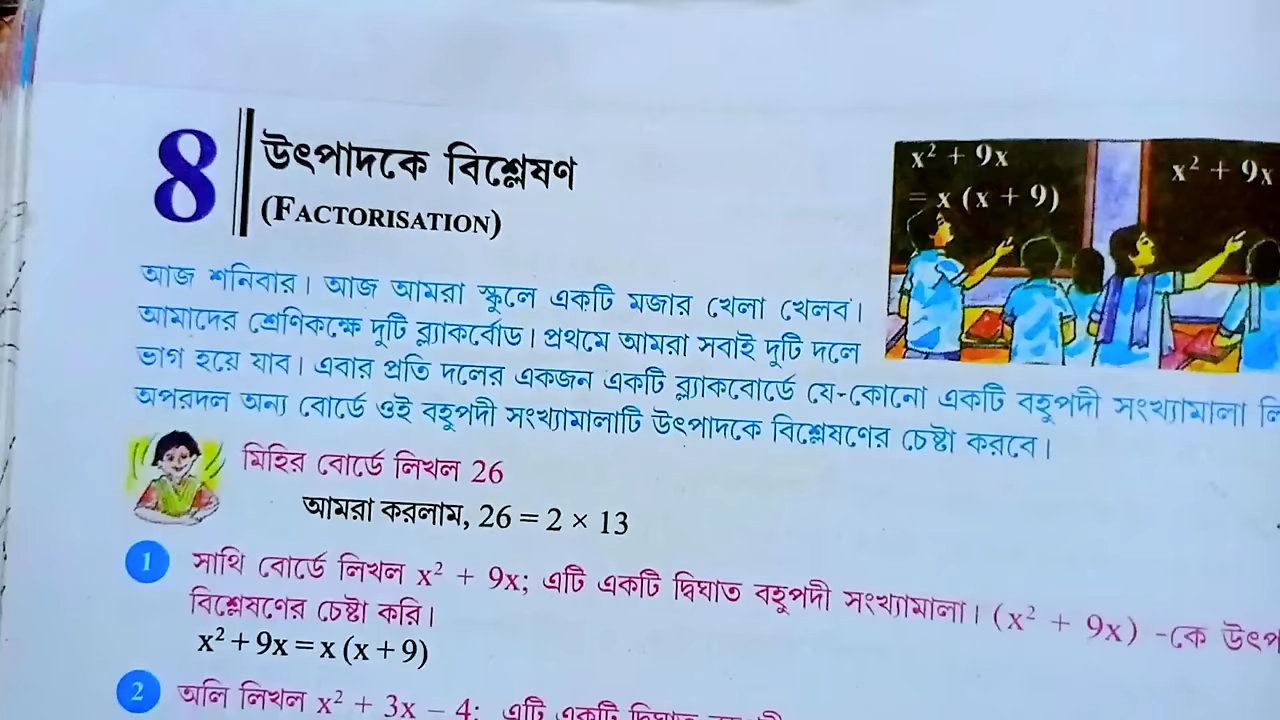 8
উৎপাদকে বিশ্লেষণ
(FACTORISATION)
x² + 9x
= x (x + 9)
x² + 9x
আজ শনিবার। আজ আমরা স্কুলে একটি মজার খেলা খেলব।
আমাদের শ্রেণিকক্ষে দুটি ব্ল্যাকবোর্ড। প্রথমে আমরা সবাই দুটি দলে
ভাগ হয়ে যাব। এবার প্রতি দলের একজন একটি ব্ল্যাকবোর্ডে যে-কোনো একটি বহুপদী সংখ্যামালা
অপরদল অন্য বোর্ডে ওই বহুপদী সংখ্যামালাটি উৎপাদকে বিশ্লেষণের চেষ্টা করবে।
মিহির বোর্ডে লিখল 26
আমরা করলাম, 26 = 2 × 13
1 সাথি বোর্ডে লিখল x² + 9x; এটি একটি দ্বিঘাত বহুপদী সংখ্যামালা। (x² + 9x) -কে
বিশ্লেষণের চেষ্টা করি।
x² + 9x = x (x + 9)
2 অলি লিখল x² + 3x – 4; এটি একটি দ্বিঘাত